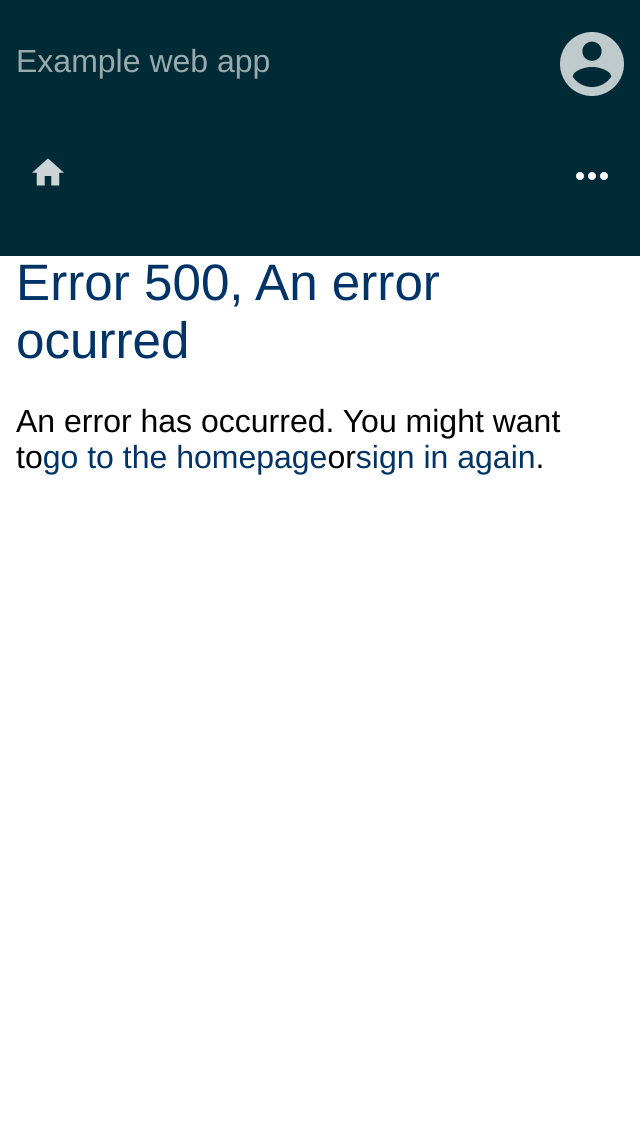 Example web app
Error 500, An error
ocurred
An error has occurred. You might want
togo to the homepageorsign in again.